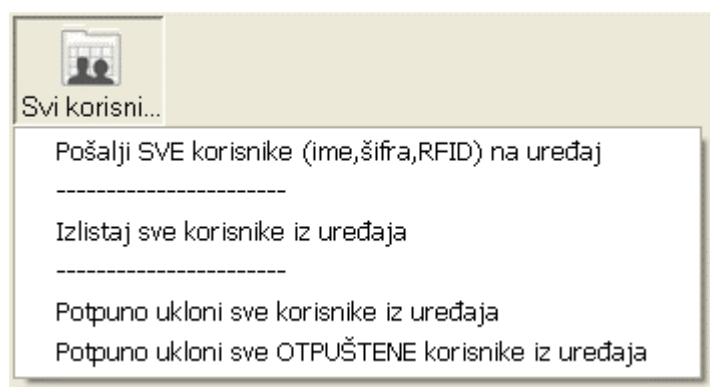 Svi korisni...
Pošalji SVE korisnike (ime,šifra,RFID) na uređaj
-----------------------
Izlistaj sve korisnike iz uređaja
-----------------------
Potpuno ukloni sve korisnike iz uređaja
Potpuno ukloni sve OTPUŠTENE korisnike iz uređaja